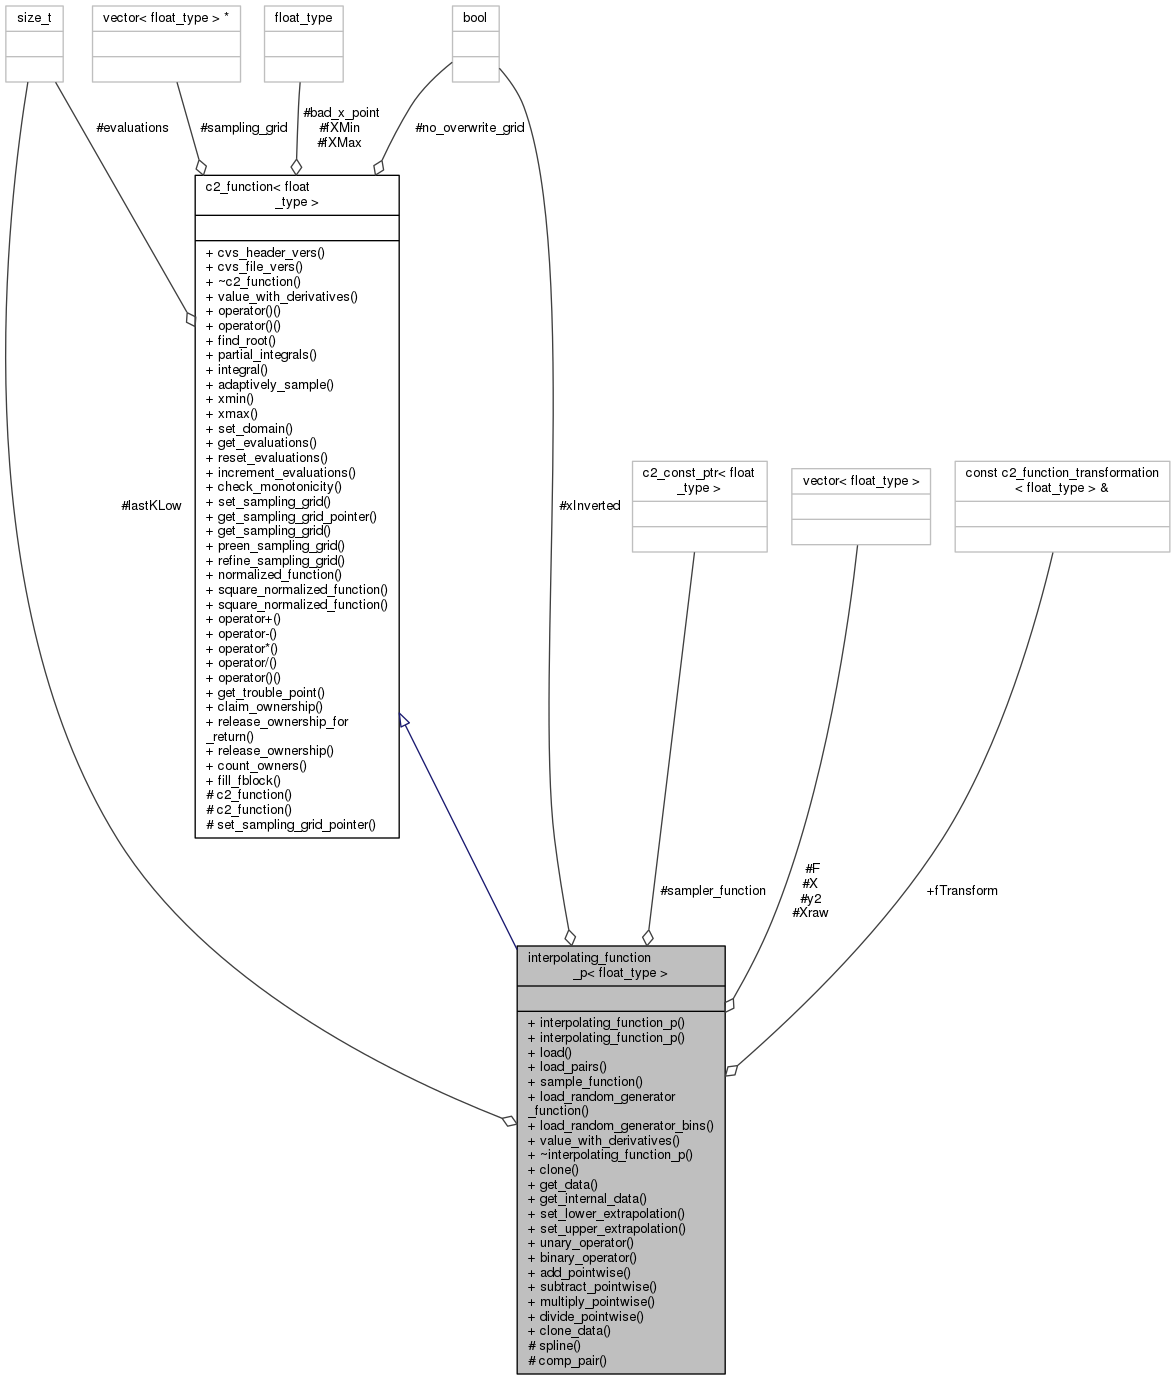 size_t
vector< float_type > *
float_type
bool
#evaluations
#sampling_grid
#bad_x_point
#fXMin
#fXMax
#no_overwrite_grid
c2_function< float
_type >
+ cvs_header_vers()
+ cvs_file_vers()
+ ~c2_function()
+ value_with_derivatives()
+ operator()()
+ operator()()
+ find_root()
+ partial_integrals()
+ integral()
+ adaptively_sample()
+ xmin()
+ xmax()
+ set_domain()
+ get_evaluations()
+ reset_evaluations()
+ increment_evaluations()
+ check_monotonicity()
+ set_sampling_grid()
+ get_sampling_grid_pointer()
+ get_sampling_grid()
+ preen_sampling_grid()
+ refine_sampling_grid()
+ normalized_function()
+ square_normalized_function()
+ square_normalized_function()
+ operator+()
+ operator-()
+ operator*()
+ operator/()
+ operator()()
+ get_trouble_point()
+ claim_ownership()
+ release_ownership_for
_return()
+ release_ownership()
+ count_owners()
+ fill_fblock()
# c2_function()
# c2_function()
# set_sampling_grid_pointer()
#lastKLow
#xInverted
c2_const_ptr< float
_type >
vector< float_type >
const c2_function_transformation
< float_type > &
#sampler_function
#F
#X
#y2
#Xraw
+fTransform
interpolating_function
_p< float_type >
+ interpolating_function_p()
+ interpolating_function_p()
+ load()
+ load_pairs()
+ sample_function()
+ load_random_generator
_function()
+ load_random_generator_bins()
+ value_with_derivatives()
+ ~interpolating_function_p()
+ clone()
+ get_data()
+ get_internal_data()
+ set_lower_extrapolation()
+ set_upper_extrapolation()
+ unary_operator()
+ binary_operator()
+ add_pointwise()
+ subtract_pointwise()
+ multiply_pointwise()
+ divide_pointwise()
+ clone_data()
# spline()
# comp_pair()